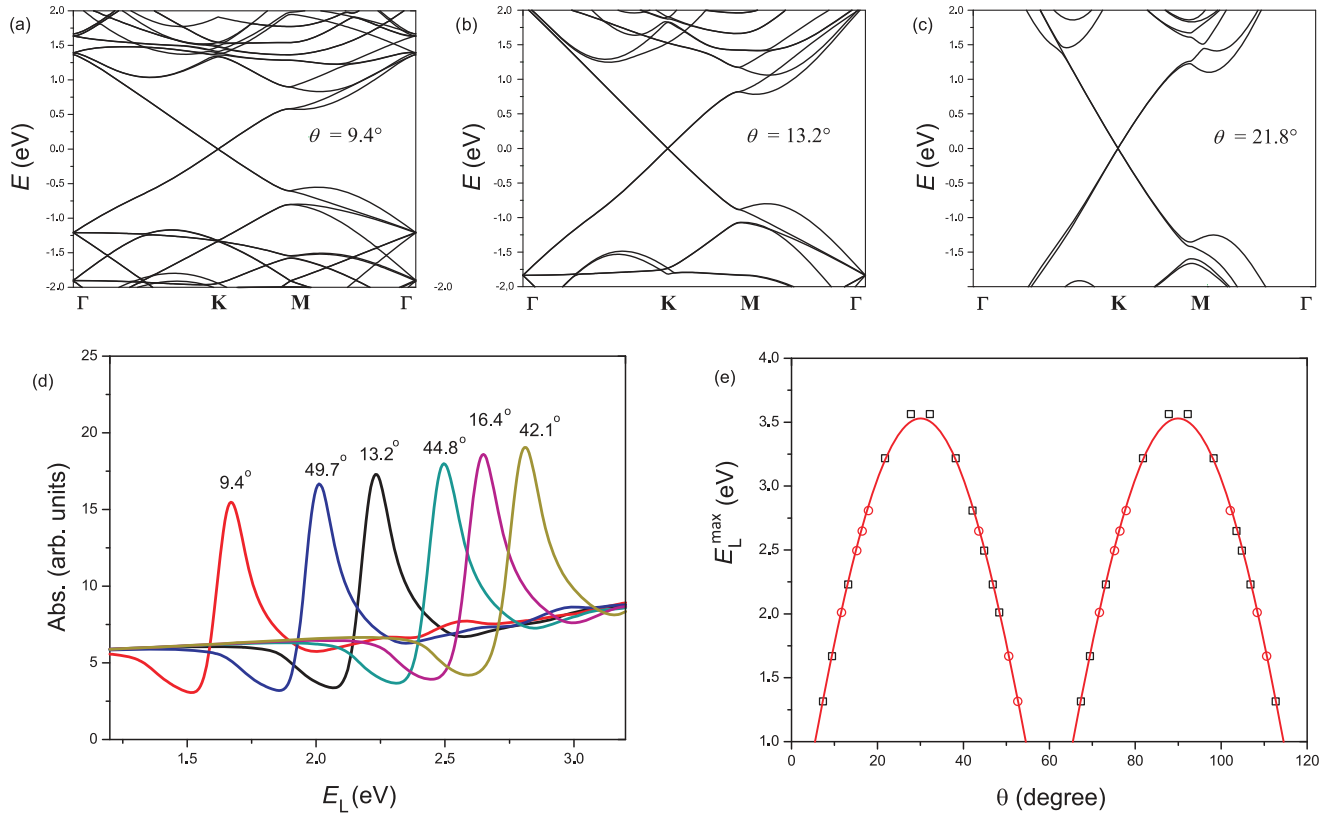 (a)
2.0
1.5
1.0
0.5
0.0
-0.5
-1.0
-1.5
-2.0
E (eV)
θ = 9.4°
Γ K M Γ
(b)
2.0
1.5
1.0
0.5
0.0
-0.5
-1.0
-1.5
2,0
-2.0
E (eV)
θ = 13.2°
Γ K M Γ
(c)
2.0
1.5
1.0
0.5
0.0
-0.5
-1.0
-1.5
-2.0
E (eV)
θ = 21.8°
Γ K M Γ
(d)
25
20
15
10
5
0
Abs. (arb. units)
9.4°
49.7°
13.2°
44.8°
16.4°
42.1°
1.5 2.0 2.5 3.0
E_L (eV)
(e)
4.0
3.5
3.0
2.5
2.0
1.5
1.0
E_L^max (eV)
0 20 40 60 80 100 120
θ (degree)